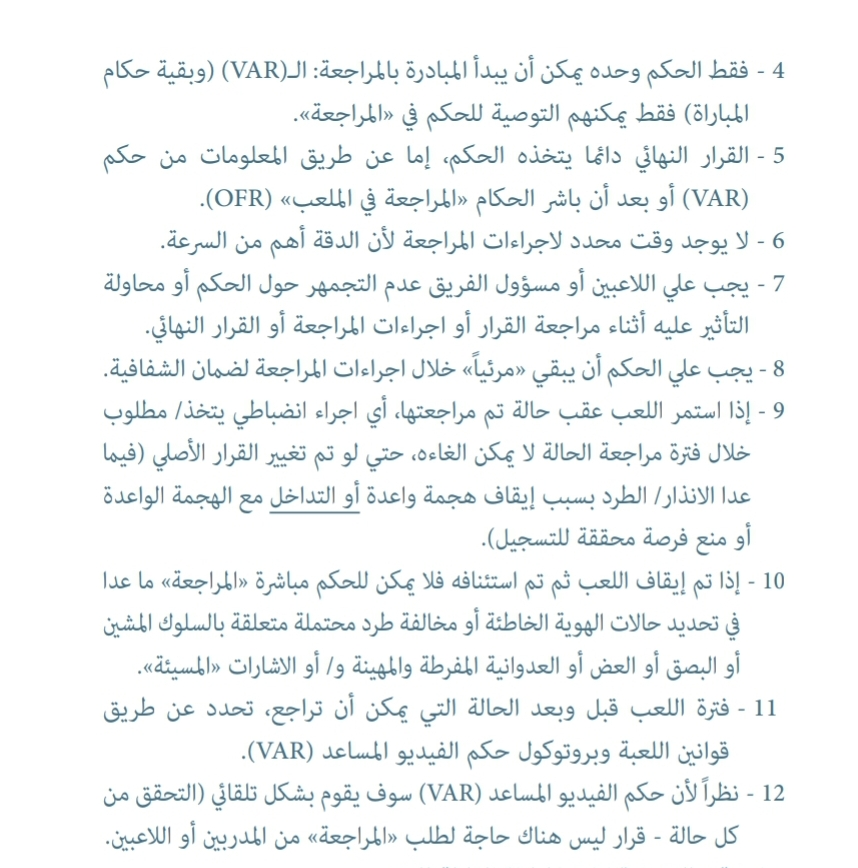 4 - فقط الحكم وحده يمكن أن يبدأ المبادرة بالمراجعة: الـ(VAR) (وبقية حكام
المباراة) فقط يمكنهم التوصية للحكم في «المراجعة».
5 - القرار النهائي دائما يتخذه الحكم، إما عن طريق المعلومات من حكم
(VAR) أو بعد أن باشر الحكام «المراجعة في الملعب» (OFR).
6 - لا يوجد وقت محدد لاجراءات المراجعة لأن الدقة أهم من السرعة.
7 - يجب علي اللاعبين أو مسؤول الفريق عدم التجمهر حول الحكم أو محاولة
التأثير عليه أثناء مراجعة القرار أو اجراءات المراجعة أو القرار النهائي.
8 - يجب علي الحكم أن يبقي «مرئياً» خلال اجراءات المراجعة لضمان الشفافية.
9 - إذا استمر اللعب عقب حالة تم مراجعتها، أي اجراء انضباطي يتخذ/ مطلوب
خلال فترة مراجعة الحالة لا يمكن الغاءه، حتي لو تم تغيير القرار الأصلي (فيما
عدا الانذار/ الطرد بسبب إيقاف هجمة واعدة أو التداخل مع الهجمة الواعدة
أو منع فرصة محققة للتسجيل).
10 - إذا تم إيقاف اللعب ثم تم استئنافه فلا يمكن للحكم مباشرة «المراجعة» ما عدا
في تحديد حالات الهوية الخاطئة أو مخالفة طرد محتملة متعلقة بالسلوك المشين
أو البصق أو العض أو العدوانية المفرطة والمهينة و/ أو الاشارات «المسيئة».
11 - فترة اللعب قبل وبعد الحالة التي يمكن أن تراجع، تحدد عن طريق
قوانين اللعبة وبروتوكول حكم الفيديو المساعد (VAR).
12 - نظراً لأن حكم الفيديو المساعد (VAR) سوف يقوم بشكل تلقائي (التحقق من
كل حالة - قرار ليس هناك حاجة لطلب «المراجعة» من المدربين أو اللاعبين.